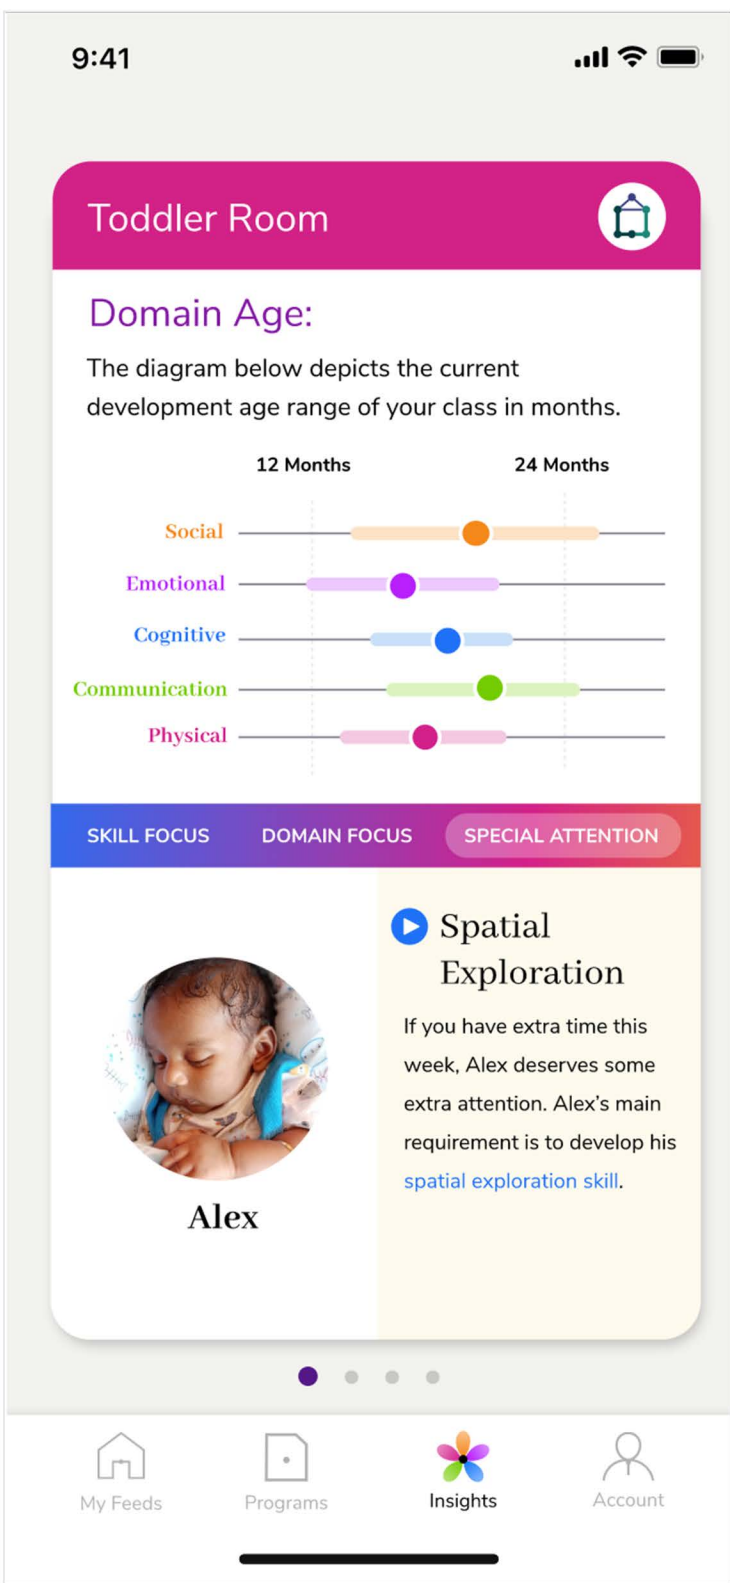 9:41
Toddler Room
Domain Age:
The diagram below depicts the current
development age range of your class in months.
12 Months 24 Months
Social
Emotional
Cognitive
Communication
Physical
SKILL FOCUS DOMAIN FOCUS SPECIAL ATTENTION
Alex
Spatial
Exploration
If you have extra time this
week, Alex deserves some
extra attention. Alex’s main
requirement is to develop his
spatial exploration skill.
My Feeds Programs Insights Account